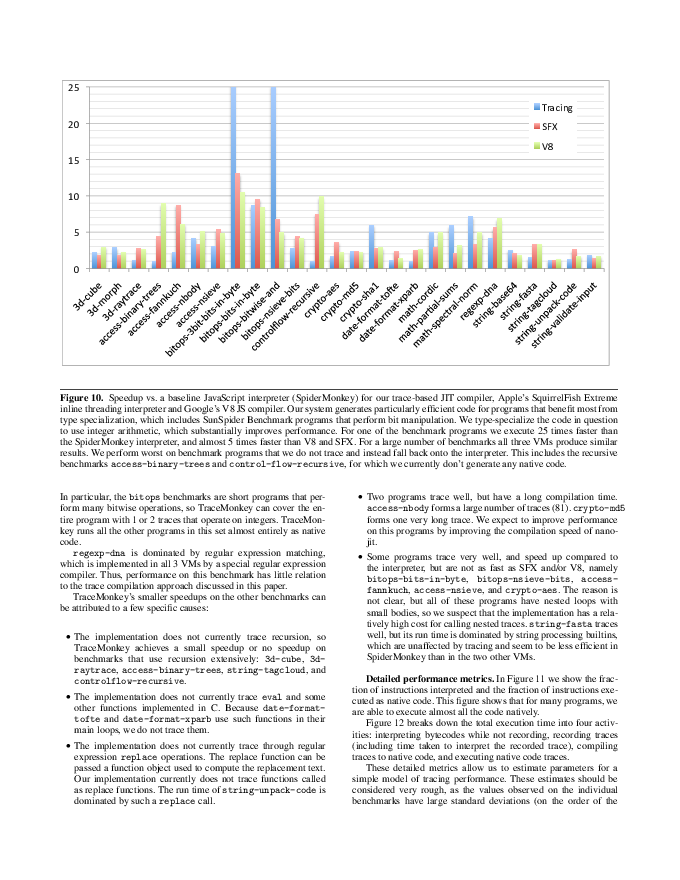 25
20
15
10
5
0
Tracing
SFX
V8
3d-cube
3d-morph
3d-raytrace
access-binary-trees
access-fannkuch
access-nbody
access-nsieve
bitops-3bit-bits-in-byte
bitops-bits-in-byte
bitops-bitwise-and
bitops-nsieve-bits
controlflow-recursive
crypto-aes
crypto-md5
crypto-sha1
date-format-tofte
date-format-xparb
math-cordic
math-partial-sums
math-spectral-norm
regexp-dna
string-base64
string-fasta
string-tagcloud
string-unpack-code
string-validate-input
Figure 10. Speedup vs. a baseline JavaScript interpreter (SpiderMonkey) for our trace-based JIT compiler, Apple's SquirrelFish Extreme
inline threading interpreter and Google's V8 JS compiler. Our system generates particularly efficient code for programs that benefit most from
type specialization, which includes SunSpider Benchmark programs that perform bit manipulation. We type-specialize the code in question
to use integer arithmetic, which substantially improves performance. For one of the benchmark programs we execute 25 times faster than
the SpiderMonkey interpreter, and almost 5 times faster than V8 and SFX. For a large number of benchmarks all three VMs produce similar
results. We perform worst on benchmark programs that we do not trace and instead fall back onto the interpreter. This includes the recursive
benchmarks access-binary-trees and control-flow-recursive, for which we currently don't generate any native code.
In particular, the bitops benchmarks are short programs that per-
form many bitwise operations, so TraceMonkey can cover the en-
tire program with 1 or 2 traces that operate on integers. TraceMon-
key runs all the other programs in this set almost entirely as native
code.
regexp-dna is dominated by regular expression matching,
which is implemented in all 3 VMs by a special regular expression
compiler. Thus, performance on this benchmark has little relation
to the trace compilation approach discussed in this paper.
TraceMonkey's smaller speedups on the other benchmarks can
be attributed to a few specific causes:
• The implementation does not currently trace recursion, so
TraceMonkey achieves a small speedup or no speedup on
benchmarks that use recursion extensively: 3d-cube, 3d-
raytrace, access-binary-trees, string-tagcloud, and
controlflow-recursive.
• The implementation does not currently trace eval and some
other functions implemented in C. Because date-format-
tofte and date-format-xparb use such functions in their
main loops, we do not trace them.
• The implementation does not currently trace through regular
expression replace operations. The replace function can be
passed a function object used to compute the replacement text.
Our implementation currently does not trace functions called
as replace functions. The run time of string-unpack-code is
dominated by such a replace call.
• Two programs trace well, but have a long compilation time.
access-nbody forms a large number of traces (81). crypto-md5
forms one very long trace. We expect to improve performance
on this programs by improving the compilation speed of nano-
jit.
• Some programs trace very well, and speed up compared to
the interpreter, but are not as fast as SFX and/or V8, namely
bitops-bits-in-byte, bitops-nsieve-bits, access-
fannkuch, access-nsieve, and crypto-aes. The reason is
not clear, but all of these programs have nested loops with
small bodies, so we suspect that the implementation has a rela-
tively high cost for calling nested traces. string-fasta traces
well, but its run time is dominated by string processing builtins,
which are unaffected by tracing and seem to be less efficient in
SpiderMonkey than in the two other VMs.
Detailed performance metrics. In Figure 11 we show the frac-
tion of instructions interpreted and the fraction of instructions exe-
cuted as native code. This figure shows that for many programs, we
are able to execute almost all the code natively.
Figure 12 breaks down the total execution time into four activ-
ities: interpreting bytecodes while not recording, recording traces
(including time taken to interpret the recorded trace), compiling
traces to native code, and executing native code traces.
These detailed metrics allow us to estimate parameters for a
simple model of tracing performance. These estimates should be
considered very rough, as the values observed on the individual
benchmarks have large standard deviations (on the order of the